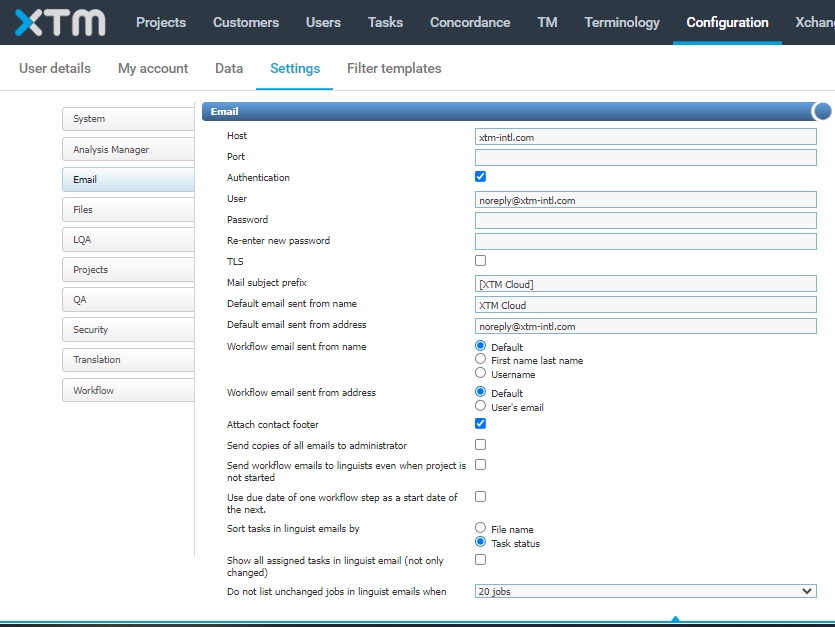 XTM Projects Customers Users Tasks Concordance TM Terminology Configuration Xchan
User details My account Data Settings Filter templates
System
Analysis Manager
Email
Files
LQA
Projects
QA
Security
Translation
Workflow
Email
Host xtm-intl.com
Port
Authentication
User noreply@xtm-intl.com
Password
Re-enter new password
TLS
Mail subject prefix [XTM Cloud]
Default email sent from name XTM Cloud
Default email sent from address noreply@xtm-intl.com
Workflow email sent from name Default
First name last name
Username
Workflow email sent from address Default
User's email
Attach contact footer
Send copies of all emails to administrator
Send workflow emails to linguists even when project is
not started
Use due date of one workflow step as a start date of
the next.
Sort tasks in linguist emails by File name
Task status
Show all assigned tasks in linguist email (not only
changed)
Do not list unchanged jobs in linguist emails when 20 jobs